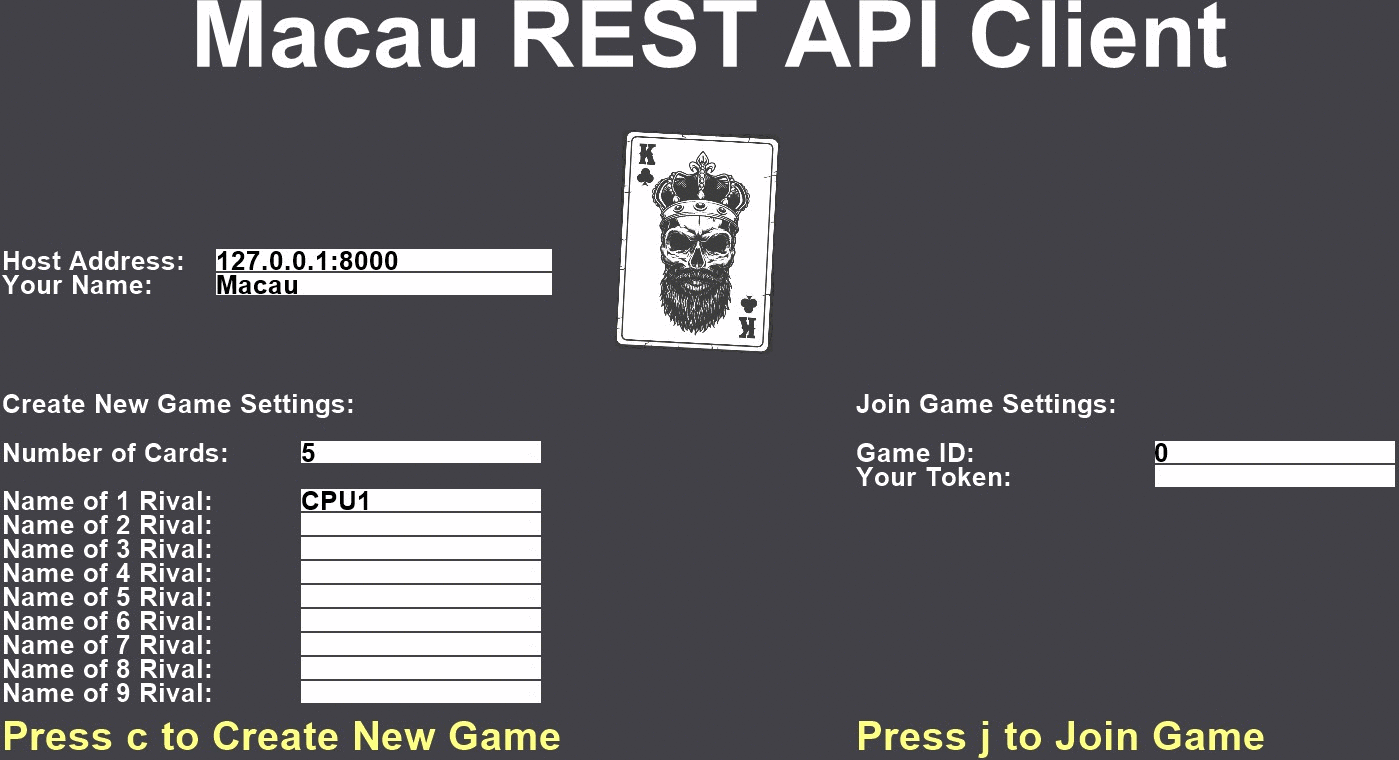 Macau REST API Client
K
K
Host Address: 127.0.0.1:8000
Your Name: Macau
Create New Game Settings:
Number of Cards: 5
Name of 1 Rival: CPU1
Name of 2 Rival:
Name of 3 Rival:
Name of 4 Rival:
Name of 5 Rival:
Name of 6 Rival:
Name of 7 Rival:
Name of 8 Rival:
Name of 9 Rival:
Press c to Create New Game
Join Game Settings:
Game ID: 0
Your Token:
Press j to Join Game